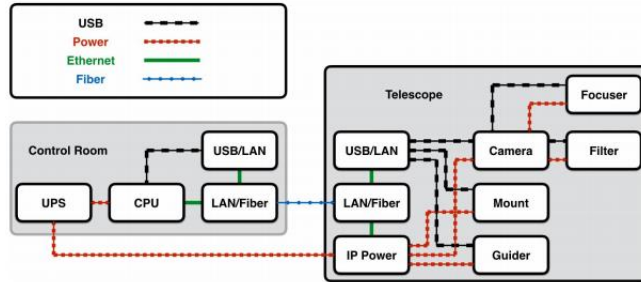 USB
Power
Ethernet
Fiber
Telescope
Focuser
Control Room
USB/LAN
USB/LAN
Camera
Filter
UPS
CPU
LAN/Fiber
LAN/Fiber
Mount
IP Power
Guider